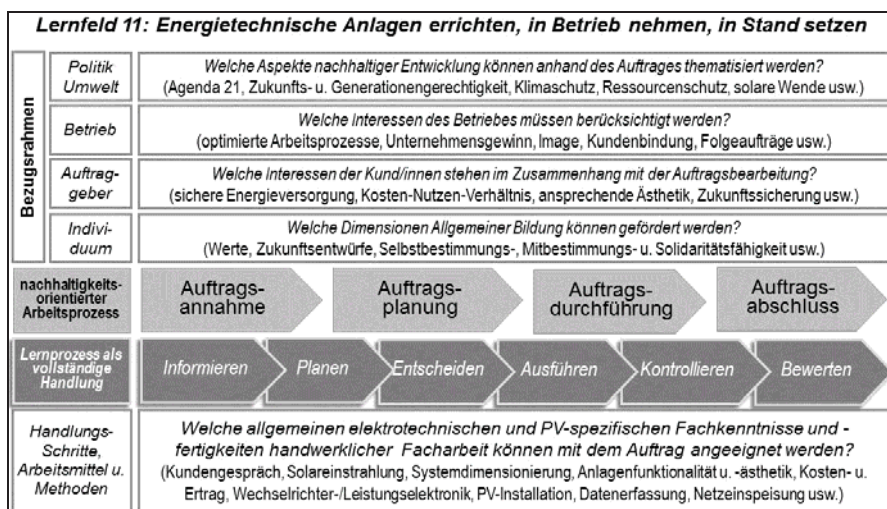 Lernfeld 11: Energietechnische Anlagen errichten, in Betrieb nehmen, in Stand setzen
Bezugsrahmen
Politik
Umwelt
Welche Aspekte nachhaltiger Entwicklung können anhand des Auftrages thematisiert werden?
(Agenda 21, Zukunfts- u. Generationengerechtigkeit, Klimaschutz, Ressourcenschutz, solare Wende usw.)
Betrieb
Welche Interessen des Betriebes müssen berücksichtigt werden?
(optimierte Arbeitsprozesse, Unternehmensgewinn, Image, Kundenbindung, Folgeaufträge usw.)
Auftrag-
geber
Welche Interessen der Kund/innen stehen im Zusammenhang mit der Auftragsbearbeitung?
(sichere Energieversorgung, Kosten-Nutzen-Verhältnis, ansprechende Ästhetik, Zukunftssicherung usw.)
Indivi-
duum
Welche Dimensionen Allgemeiner Bildung können gefördert werden?
(Werte, Zukunftsentwürfe, Selbstbestimmungs-, Mitbestimmungs- u. Solidaritätsfähigkeit usw.)
nachhaltigkeits-
orientierter
Arbeitsprozess
Auftrags-
annahme
Auftrags-
planung
Auftrags-
durchführung
Auftrags-
abschluss
Lernprozess als
vollständige
Handlung
Informieren
Planen
Entscheiden
Ausführen
Kontrollieren
Bewerten
Handlungs-
Schritte,
Arbeitsmittel u.
Methoden
Welche allgemeinen elektrotechnischen und PV-spezifischen Fachkenntnisse und -
fertigkeiten handwerklicher Facharbeit können mit dem Auftrag angeeignet werden?
(Kundengespräch, Solareinstrahlung, Systemdimensionierung, Anlagenfunktionalität u. -ästhetik, Kosten- u.
Ertrag, Wechselrichter-/Leistungselektronik, PV-Installation, Datenerfassung, Netzeinspeisung usw.)